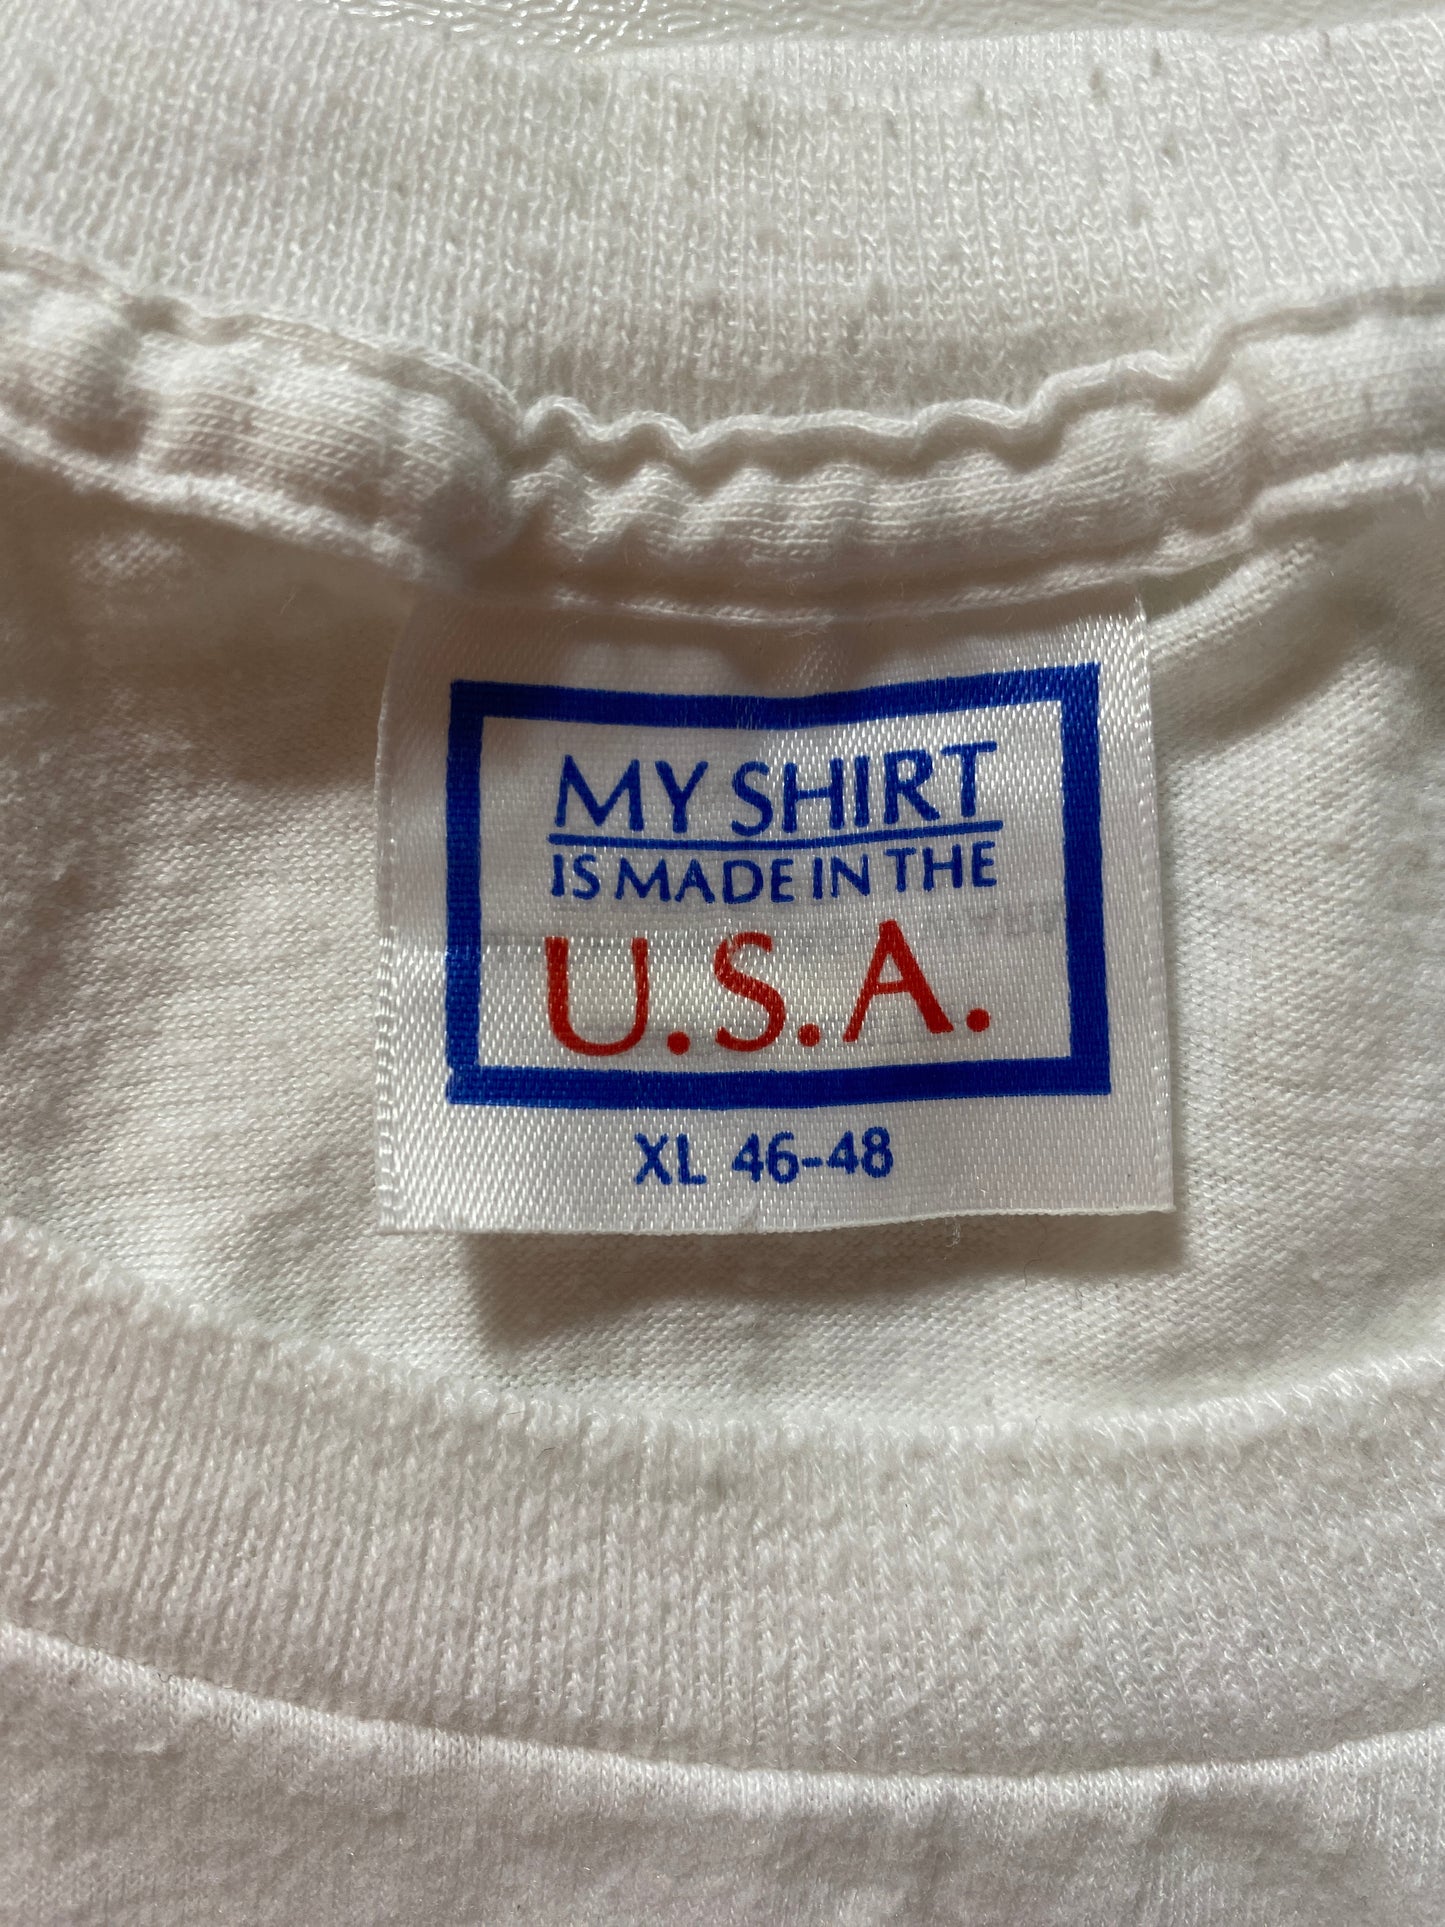 MY SHIRT
IS MADE IN THE
U.S.A.
XL 46-48